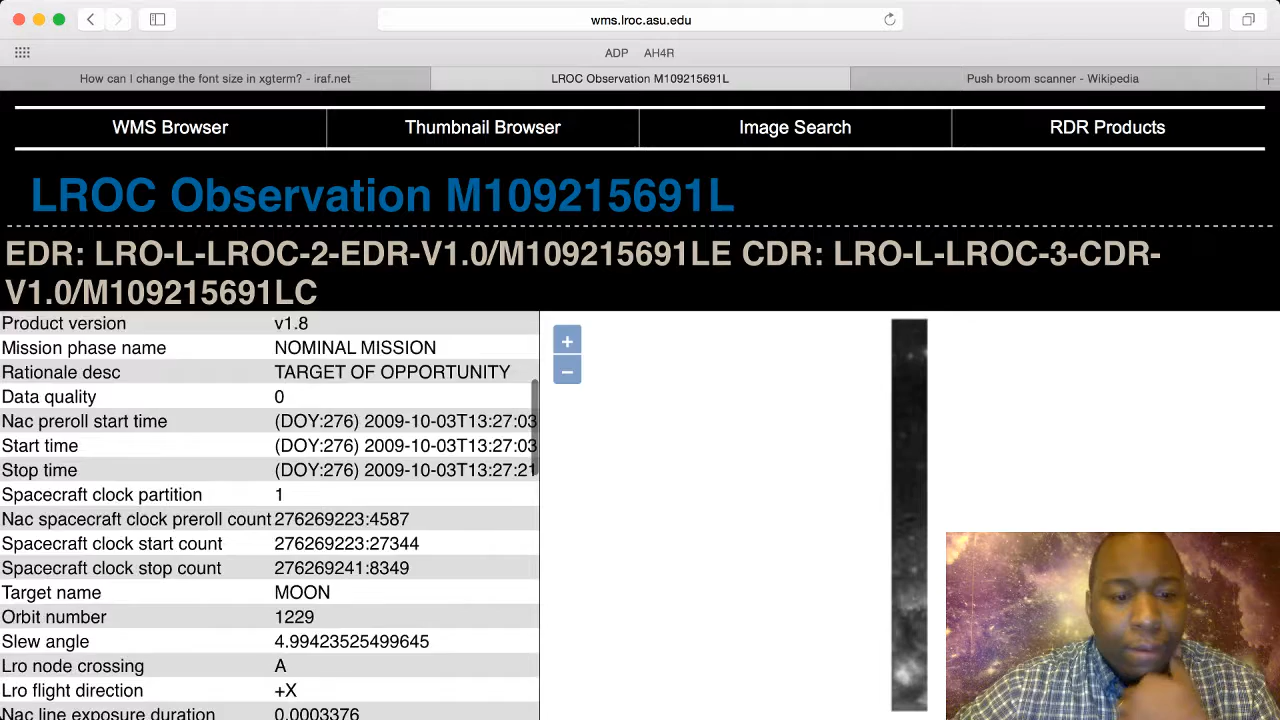 wms.lroc.asu.edu
ADP AH4R
How can I change the font size in xgterm? - iraf.net
LROC Observation M109215691L
Push broom scanner - Wikipedia
WMS Browser
Thumbnail Browser
Image Search
RDR Products
LROC Observation M109215691L
EDR: LRO-L-LROC-2-EDR-V1.0/M109215691LE CDR: LRO-L-LROC-3-CDR-
V1.0/M109215691LC
Product version v1.8
Mission phase name NOMINAL MISSION
Rationale desc TARGET OF OPPORTUNITY
Data quality 0
Nac preroll start time (DOY:276) 2009-10-03T13:27:03
Start time (DOY:276) 2009-10-03T13:27:03
Stop time (DOY:276) 2009-10-03T13:27:21
Spacecraft clock partition 1
Nac spacecraft clock preroll count 276269223:4587
Spacecraft clock start count 276269223:27344
Spacecraft clock stop count 276269241:8349
Target name MOON
Orbit number 1229
Slew angle 4.99423525499645
Lro node crossing A
Lro flight direction +X
Nac line exposure duration 0.0003376
+
−